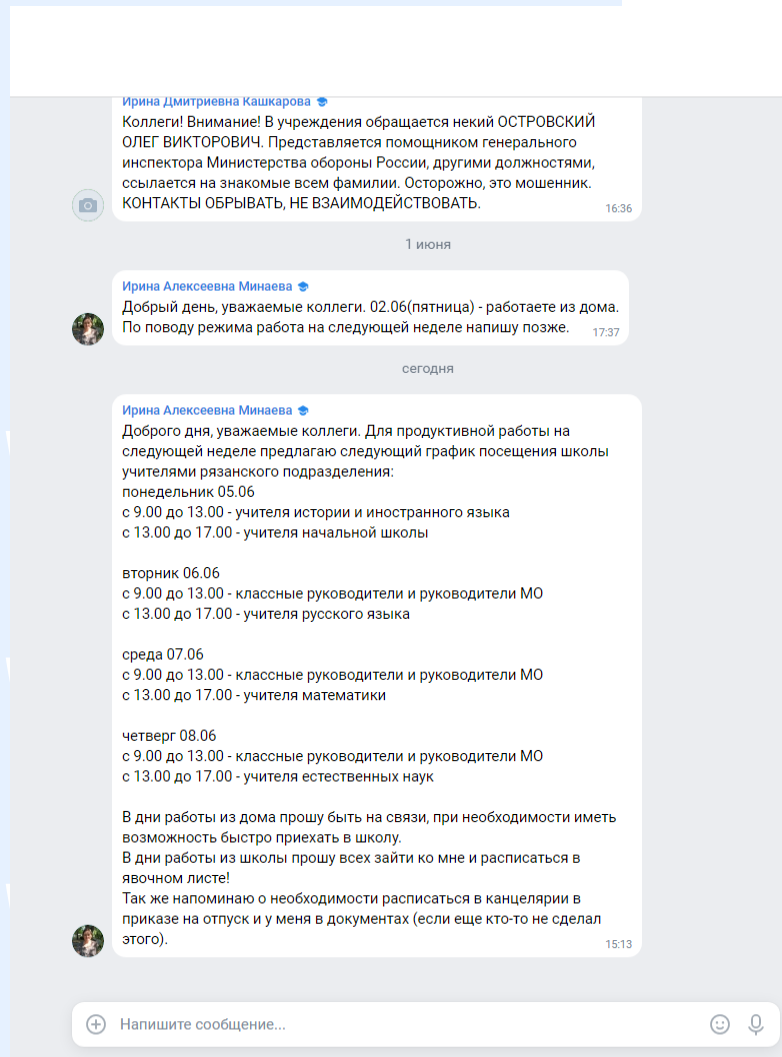 Ирина Дмитриевна Кашкарова
Коллеги! Внимание! В учреждения обращается некий ОСТРОВСКИЙ
ОЛЕГ ВИКТОРОВИЧ. Представляется помощником генерального
инспектора Министерства обороны России, другими должностями,
ссылается на знакомые всем фамилии. Осторожно, это мошенник.
КОНТАКТЫ ОБРЫВАТЬ, НЕ ВЗАИМОДЕЙСТВОВАТЬ.
16:36
1 июня
Ирина Алексеевна Минаева
Добрый день, уважаемые коллеги. 02.06(пятница) - работаете из дома.
По поводу режима работа на следующей неделе напишу позже.
17:37
сегодня
Ирина Алексеевна Минаева
Доброго дня, уважаемые коллеги. Для продуктивной работы на
следующей неделе предлагаю следующий график посещения школы
учителями рязанского подразделения:
понедельник 05.06
с 9.00 до 13.00 - учителя истории и иностранного языка
с 13.00 до 17.00 - учителя начальной школы
вторник 06.06
с 9.00 до 13.00 - классные руководители и руководители МО
с 13.00 до 17.00 - учителя русского языка
среда 07.06
с 9.00 до 13.00 - классные руководители и руководители МО
с 13.00 до 17.00 - учителя математики
четверг 08.06
с 9.00 до 13.00 - классные руководители и руководители МО
с 13.00 до 17.00 - учителя естественных наук
В дни работы из дома прошу быть на связи, при необходимости иметь
возможность быстро приехать в школу.
В дни работы из школы прошу всех зайти ко мне и расписаться в
явочном листе!
Так же напоминаю о необходимости расписаться в канцелярии в
приказе на отпуск и у меня в документах (если еще кто-то не сделал
этого).
15:13
Напишите сообщение...